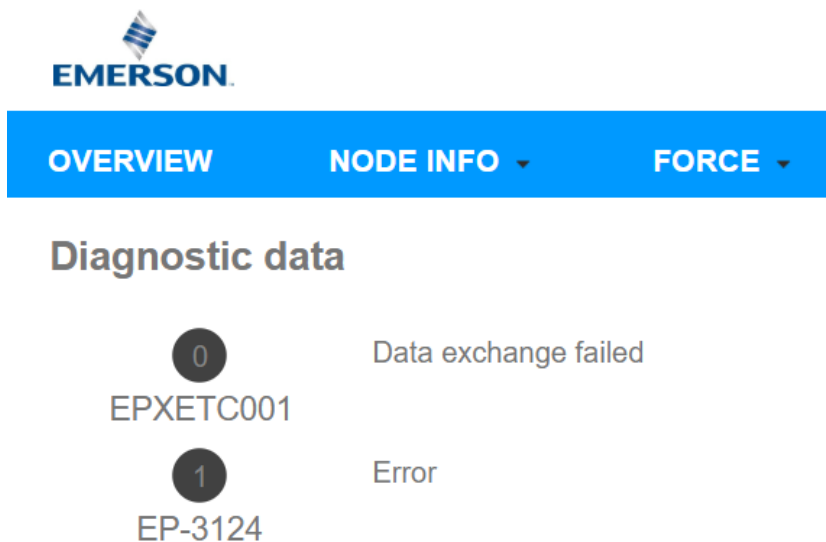 EMERSON.
OVERVIEW NODE INFO FORCE
Diagnostic data
0 Data exchange failed
EPXETC001
1 Error
EP-3124